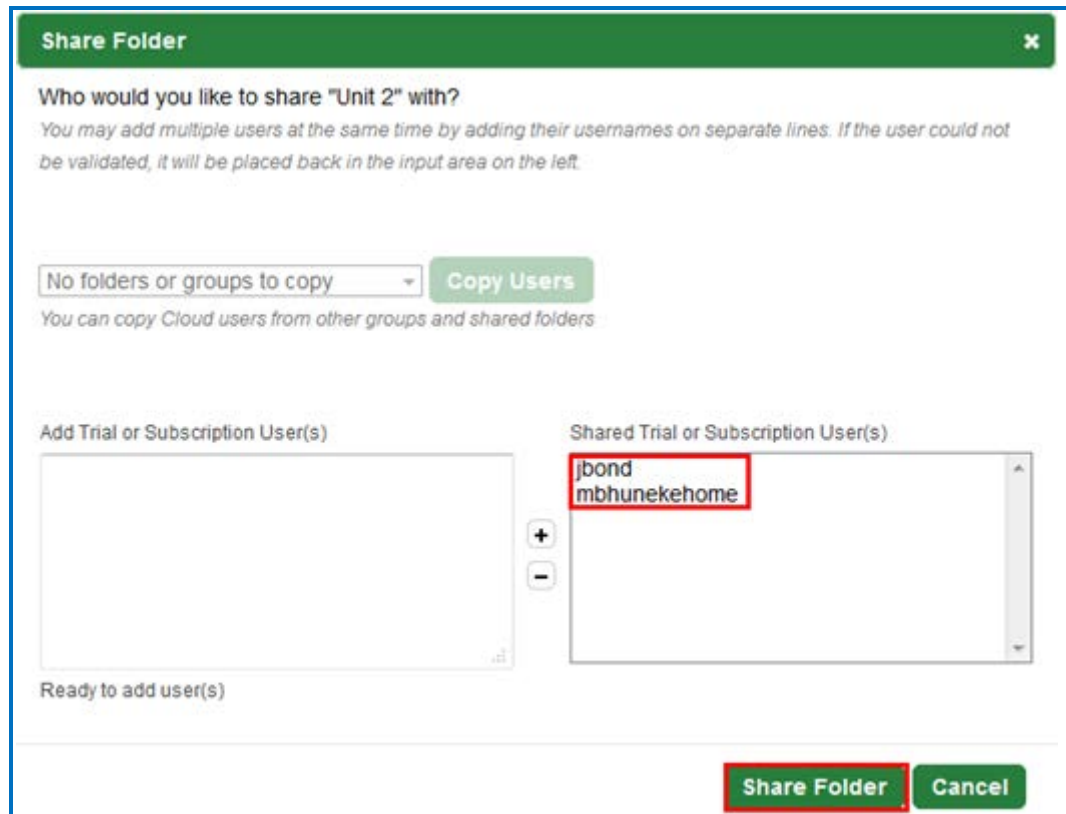 Share Folder
Who would you like to share "Unit 2" with?
You may add multiple users at the same time by adding their usernames on separate lines. If the user could not
be validated, it will be placed back in the input area on the left.
No folders or groups to copy
Copy Users
You can copy Cloud users from other groups and shared folders
Add Trial or Subscription User(s)
Shared Trial or Subscription User(s)
jbond
mbhunekehome
+
-
Ready to add user(s)
Share Folder
Cancel